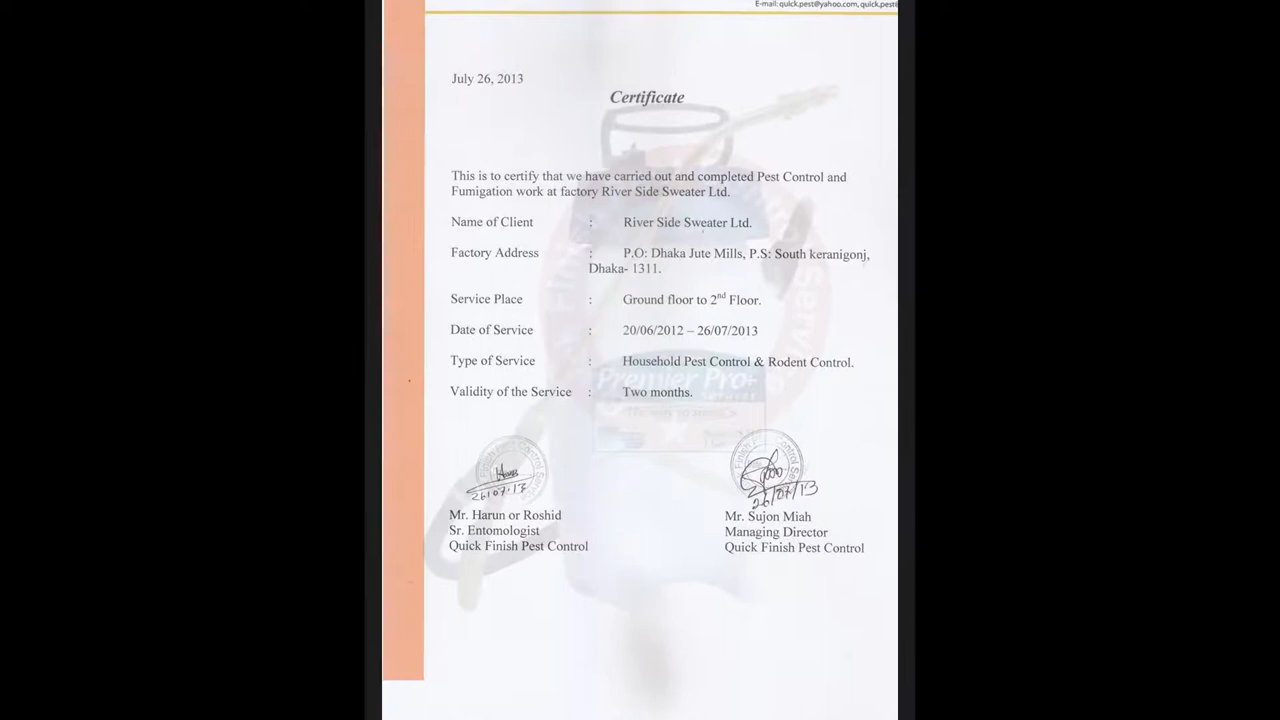 E-mail: quick.pest@yahoo.com, quick.pest@
July 26, 2013
Certificate
This is to certify that we have carried out and completed Pest Control and
Fumigation work at factory River Side Sweater Ltd.
Name of Client : River Side Sweater Ltd.
Factory Address : P.O: Dhaka Jute Mills, P.S: South keranigonj,
Dhaka- 1311.
Service Place : Ground floor to 2nd Floor.
Date of Service : 20/06/2012 – 26/07/2013
Type of Service : Household Pest Control & Rodent Control.
Premier Pro+
Validity of the Service : Two months.
26/07.13
26/07/13
Mr. Harun or Roshid
Sr. Entomologist
Quick Finish Pest Control
Mr. Sujon Miah
Managing Director
Quick Finish Pest Control